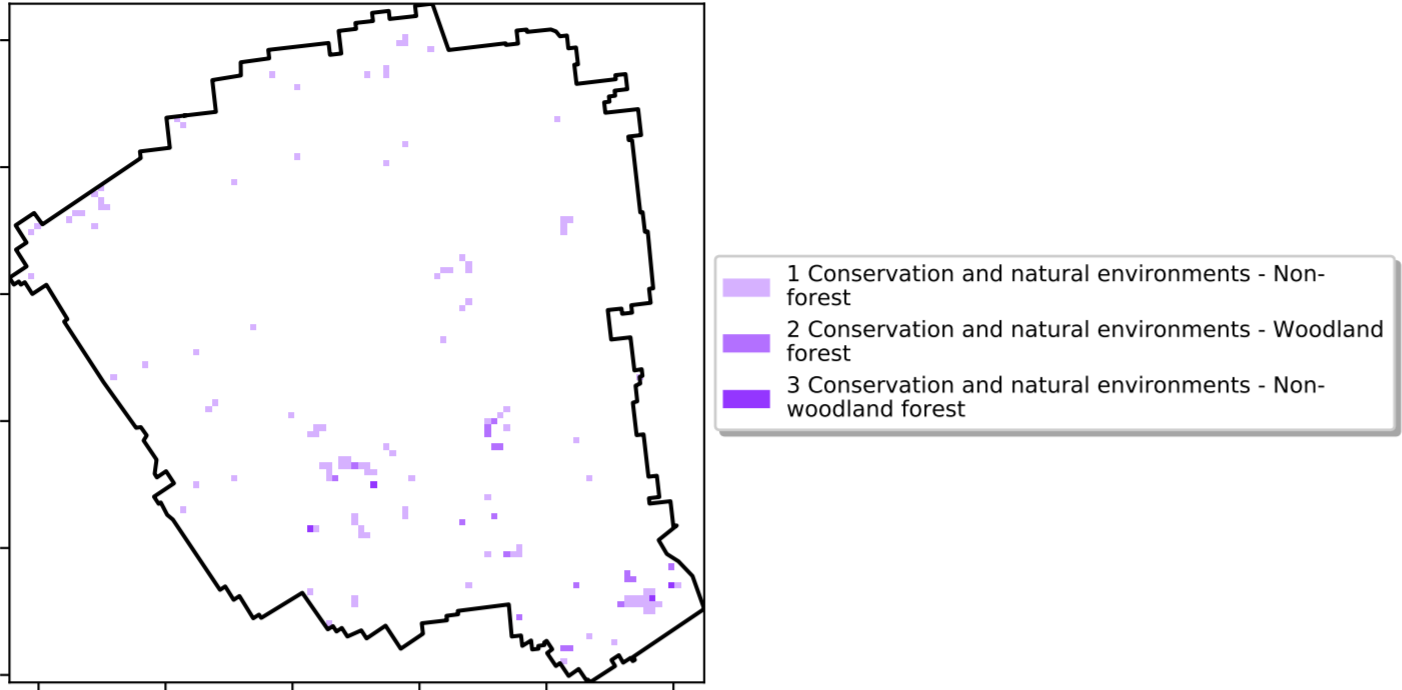 1 Conservation and natural environments - Non-
forest
2 Conservation and natural environments - Woodland
forest
3 Conservation and natural environments - Non-
woodland forest